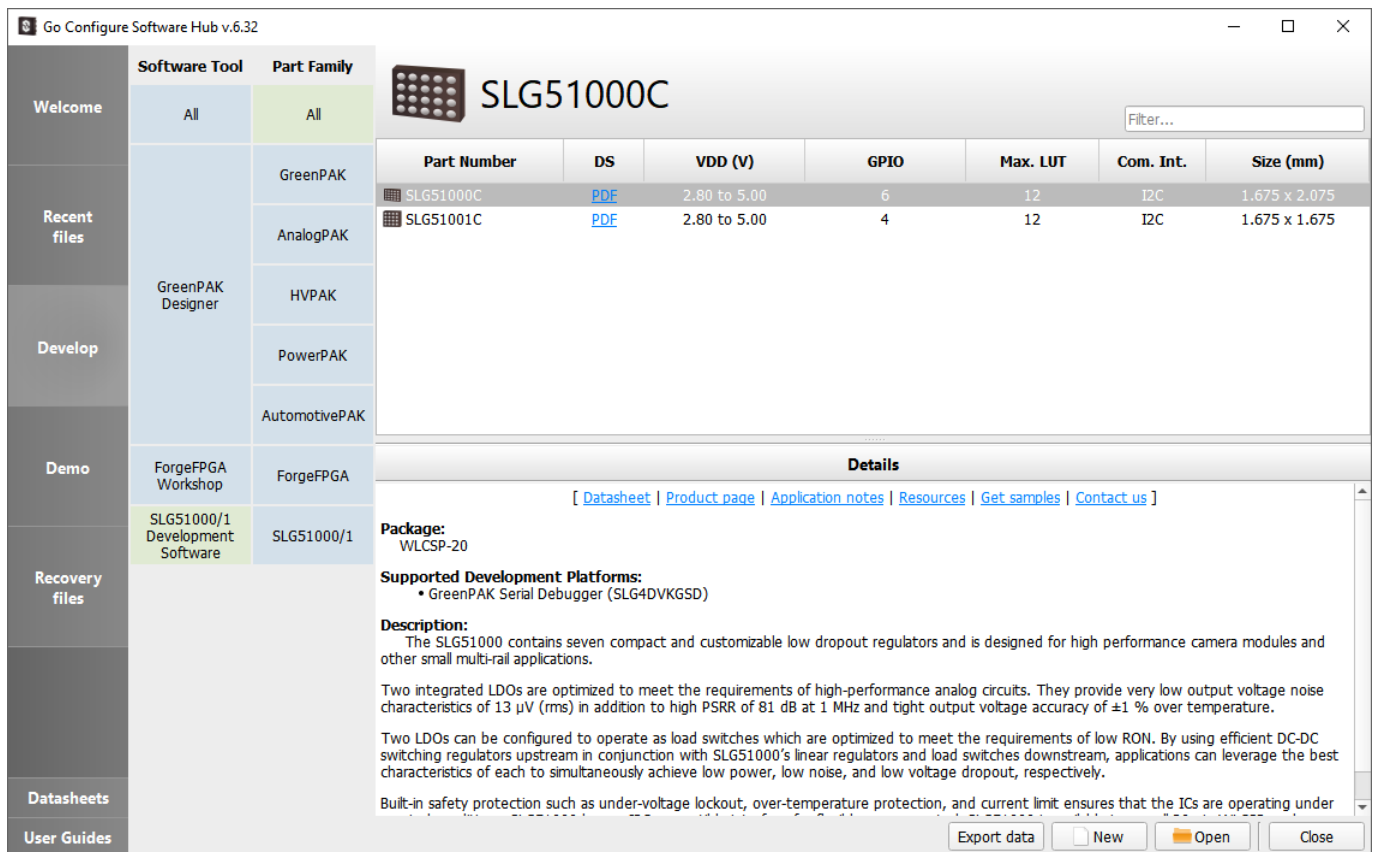 Go Configure Software Hub v.6.32
Welcome
Recent
files
Develop
Demo
Recovery
files
Datasheets
User Guides
Software Tool
Part Family
All
All
GreenPAK
Designer
GreenPAK
AnalogPAK
HVPAK
PowerPAK
AutomotivePAK
ForgeFPGA
Workshop
ForgeFPGA
SLG51000/1
Development
Software
SLG51000/1
SLG51000C
Filter...
Part Number DS VDD (V) GPIO Max. LUT Com. Int. Size (mm)
SLG51000C PDF 2.80 to 5.00 6 12 I2C 1.675 x 2.075
SLG51001C PDF 2.80 to 5.00 4 12 I2C 1.675 x 1.675
Details
[ Datasheet | Product page | Application notes | Resources | Get samples | Contact us ]
Package:
WLCSP-20
Supported Development Platforms:
• GreenPAK Serial Debugger (SLG4DVKGSD)
Description:
The SLG51000 contains seven compact and customizable low dropout regulators and is designed for high performance camera modules and
other small multi-rail applications.
Two integrated LDOs are optimized to meet the requirements of high-performance analog circuits. They provide very low output voltage noise
characteristics of 13 μV (rms) in addition to high PSRR of 81 dB at 1 MHz and tight output voltage accuracy of ±1 % over temperature.
Two LDOs can be configured to operate as load switches which are optimized to meet the requirements of low RON. By using efficient DC-DC
switching regulators upstream in conjunction with SLG51000's linear regulators and load switches downstream, applications can leverage the best
characteristics of each to simultaneously achieve low power, low noise, and low voltage dropout, respectively.
Built-in safety protection such as under-voltage lockout, over-temperature protection, and current limit ensures that the ICs are operating under
Export data
New
Open
Close